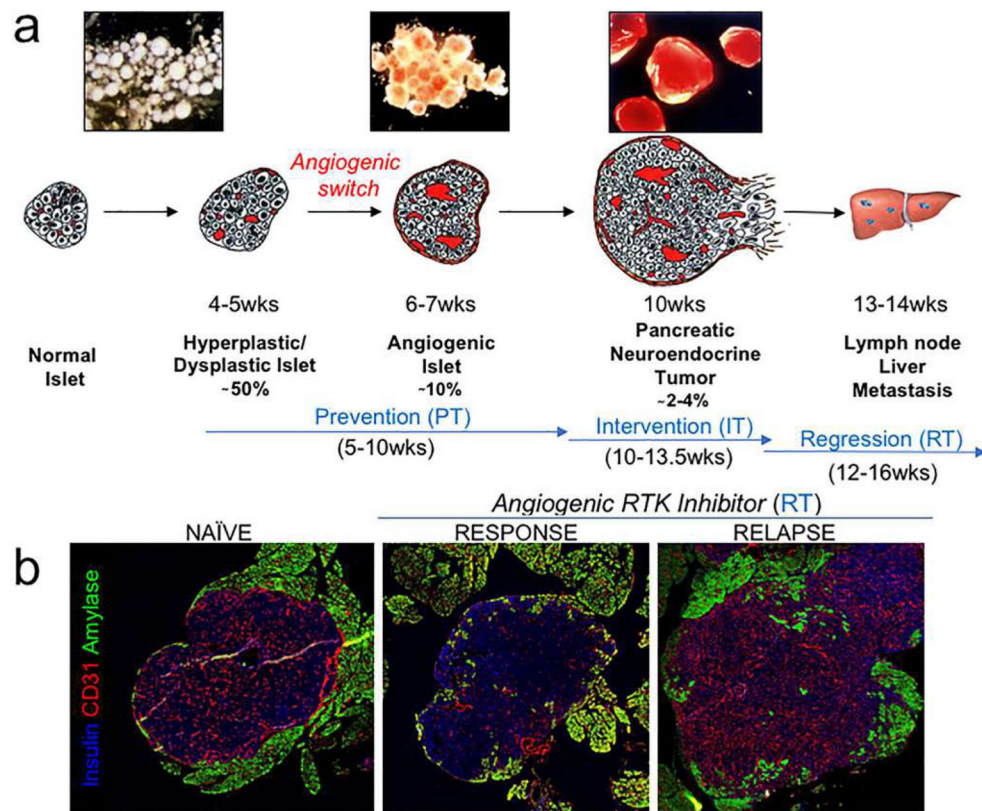 a
Angiogenic
switch
4-5wks
6-7wks
10wks
13-14wks
Normal
Islet
Hyperplastic/
Dysplastic Islet
~50%
Angiogenic
Islet
~10%
Pancreatic
Neuroendocrine
Tumor
~2-4%
Lymph node
Liver
Metastasis
Prevention (PT)
(5-10wks)
Intervention (IT)
(10-13.5wks)
Regression (RT)
(12-16wks)
Angiogenic RTK Inhibitor (RT)
NAÏVE
RESPONSE
RELAPSE
b
Insulin CD31 Amylase